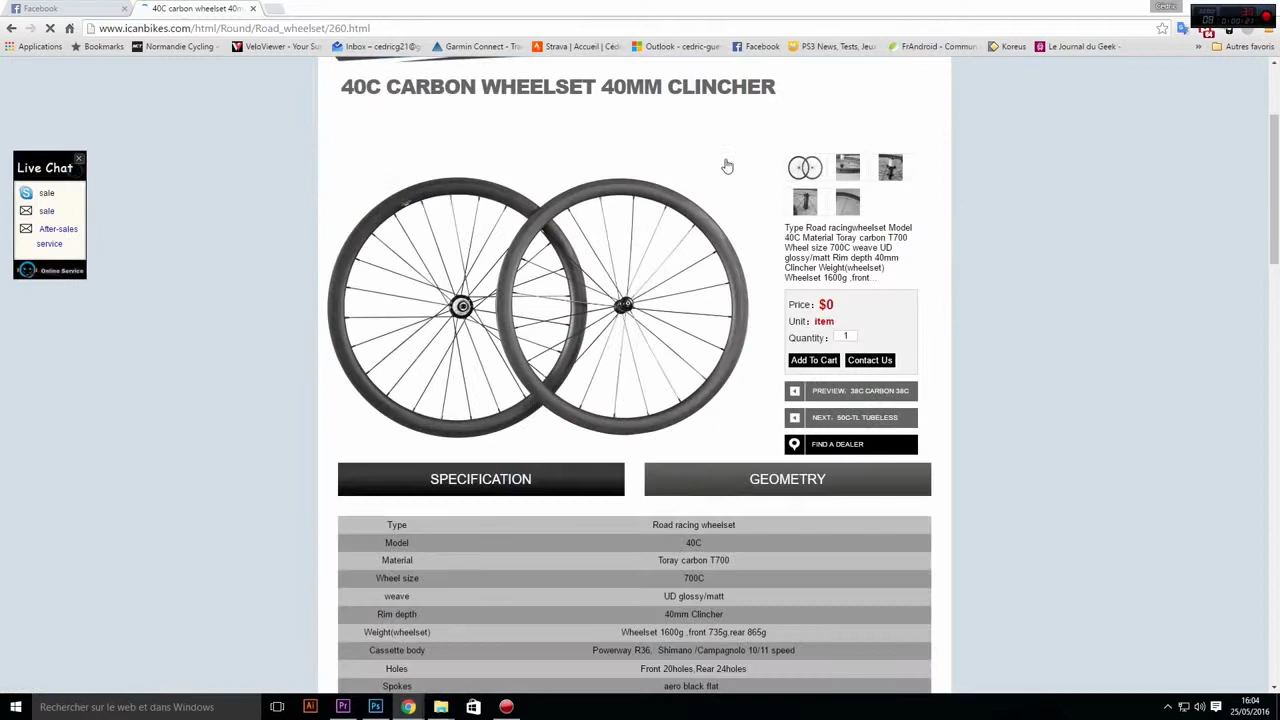 Facebook
40C carbon wheelset 40m
Cedric
www.icanbikes.com/html/Round/Road_wheelset/260.html
Applications
Bookmarks
Normandie Cycling -
VeloViewer - Your Stra
Inbox - cedricg21@g
Garmin Connect - Tab
Strava | Accueil | Céd
Outlook - cedric-gue
Facebook
PS3 News, Tests, Jeu
FrAndroid - Commun
Koreus
Le Journal du Geek -
»
Autres favoris
40C CARBON WHEELSET 40MM CLINCHER
Live Chat
sale
sale
After-sales
service
Online Service
Type Road racingwheelset Model
40C Material Toray carbon T700
Wheel size 700C weave UD
glossy/matt Rim depth 40mm
Clincher Weight(wheelset)
Wheelset 1600g ,front...
Price: $0
Unit: item
Quantity: 1
Add To Cart
Contact Us
PREVIEW: 38C CARBON 38C
NEXT: 50C-TL TUBELESS
FIND A DEALER
SPECIFICATION
GEOMETRY
Type Road racing wheelset
Model 40C
Material Toray carbon T700
Wheel size 700C
weave UD glossy/matt
Rim depth 40mm Clincher
Weight(wheelset) Wheelset 1600g ,front 735g,rear 865g
Cassette body Powerway R36, Shimano /Campagnolo 10/11 speed
Holes Front 20holes,Rear 24holes
Spokes aero black flat
Rechercher sur le web et dans Windows
16:04
25/05/2016